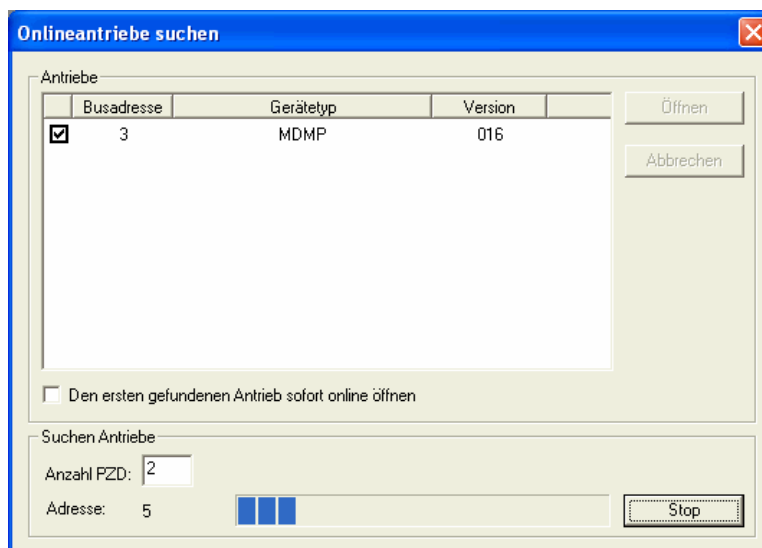 Onlineantriebe suchen
Antriebe
Busadresse Gerätetyp Version
3 MDMP 016
Öffnen
Abbrechen
Den ersten gefundenen Antrieb sofort online öffnen
Suchen Antriebe
Anzahl PZD: 2
Adresse: 5
Stop